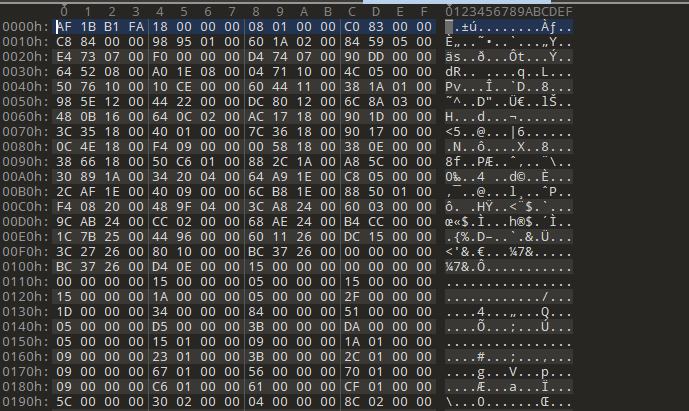 0 1 2 3 4 5 6 7 8 9 A B C D E F 0123456789ABCDEF
0000h: AF 1B B1 FA 18 00 00 00 08 01 00 00 C0 83 00 00 ¯.±ú........Àƒ..
0010h: C8 84 00 00 98 95 01 00 60 1A 02 00 84 59 05 00 È„..˜•..`...„Y..
0020h: E4 73 07 00 F0 00 00 00 D4 74 07 00 90 DD 00 00 äs..ð...Ôt...Ý..
0030h: 64 52 08 00 A0 1E 08 00 04 71 10 00 4C 05 00 00 dR.. ....q..L...
0040h: 50 76 10 00 10 CE 00 00 60 44 11 00 38 1A 01 00 Pv...Î..`D..8...
0050h: 98 5E 12 00 44 22 00 00 DC 80 12 00 6C 8A 03 00 ˜^..D"..Ü€..lŠ..
0060h: 48 0B 16 00 64 0C 02 00 AC 17 18 00 90 1D 00 00 H...d...¬.......
0070h: 3C 35 18 00 40 01 00 00 7C 36 18 00 90 17 00 00 <5..@...|6......
0080h: 0C 4E 18 00 F4 09 00 00 00 58 18 00 38 0E 00 00 .N..ô....X..8...
0090h: 38 66 18 00 50 C6 01 00 88 2C 1A 00 A8 5C 00 00 8f..PÆ..ˆ,..¨\..
00A0h: 30 89 1A 00 34 20 04 00 64 A9 1E 00 C8 05 00 00 0‰..4 ..d©..È...
00B0h: 2C AF 1E 00 40 09 00 00 6C B8 1E 00 88 50 01 00 ,¯..@...l¸..ˆP..
00C0h: F4 08 20 00 48 9F 04 00 3C A8 24 00 60 03 00 00 ô. .HŸ..<¨$.`...
00D0h: 9C AB 24 00 CC 02 00 00 68 AE 24 00 B4 CC 00 00 œ«$.Ì...h®$.´Ì..
00E0h: 1C 7B 25 00 44 96 00 00 60 11 26 00 DC 15 00 00 .{%.D–..`.&.Ü...
00F0h: 3C 27 26 00 80 10 00 00 BC 37 26 00 00 00 00 00 <'&.€...¼7&.....
0100h: BC 37 26 00 D4 0E 00 00 15 00 00 00 00 00 00 00 ¼7&.Ô...........
0110h: 00 00 00 00 15 00 00 00 05 00 00 00 15 00 00 00 ................
0120h: 15 00 00 00 1A 00 00 00 05 00 00 00 2F 00 00 00 ............/...
0130h: 1D 00 00 00 34 00 00 00 84 00 00 00 51 00 00 00 ....4...„...Q...
0140h: 05 00 00 00 D5 00 00 00 3B 00 00 00 DA 00 00 00 ....Õ...;...Ú...
0150h: 05 00 00 00 15 01 00 00 09 00 00 00 1A 01 00 00 ................
0160h: 09 00 00 00 23 01 00 00 3B 00 00 00 2C 01 00 00 ....#...;...,...
0170h: 09 00 00 00 67 01 00 00 56 00 00 00 70 01 00 00 ....g...V...p...
0180h: 09 00 00 00 C6 01 00 00 61 00 00 00 CF 01 00 00 ....Æ...a...Ï...
0190h: 5C 00 00 00 30 02 00 00 04 00 00 00 8C 02 00 00 \...0.......Œ...